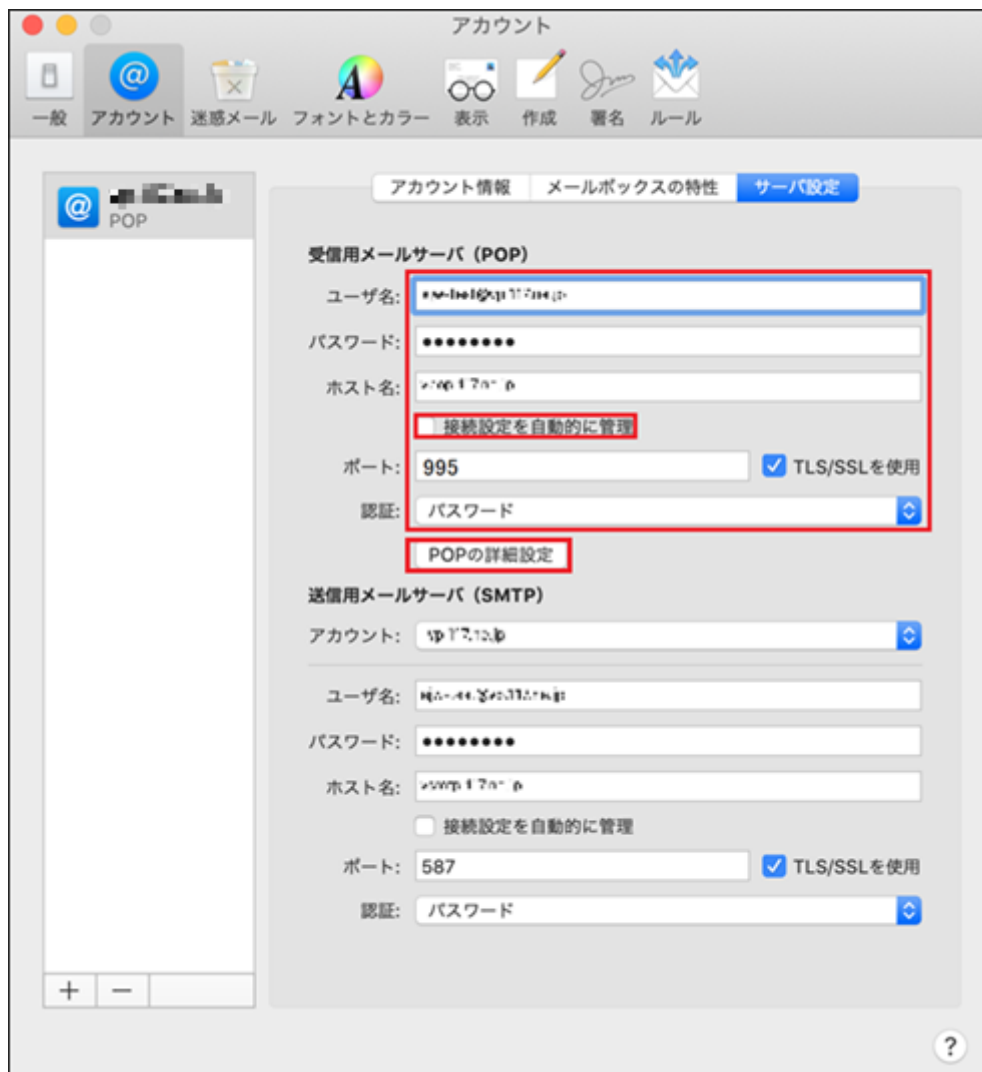 アカウント
一般 アカウント 迷惑メール フォントとカラー 表示 作成 署名 ルール
アカウント情報 メールボックスの特性 サーバ設定
POP
受信用メールサーバ（POP）
ユーザ名:
パスワード: ●●●●●●●●
ホスト名:
接続設定を自動的に管理
ポート: 995 TLS/SSLを使用
認証: パスワード
POPの詳細設定
送信用メールサーバ（SMTP）
アカウント:
ユーザ名:
パスワード: ●●●●●●●●
ホスト名:
接続設定を自動的に管理
ポート: 587 TLS/SSLを使用
認証: パスワード
+ −
?